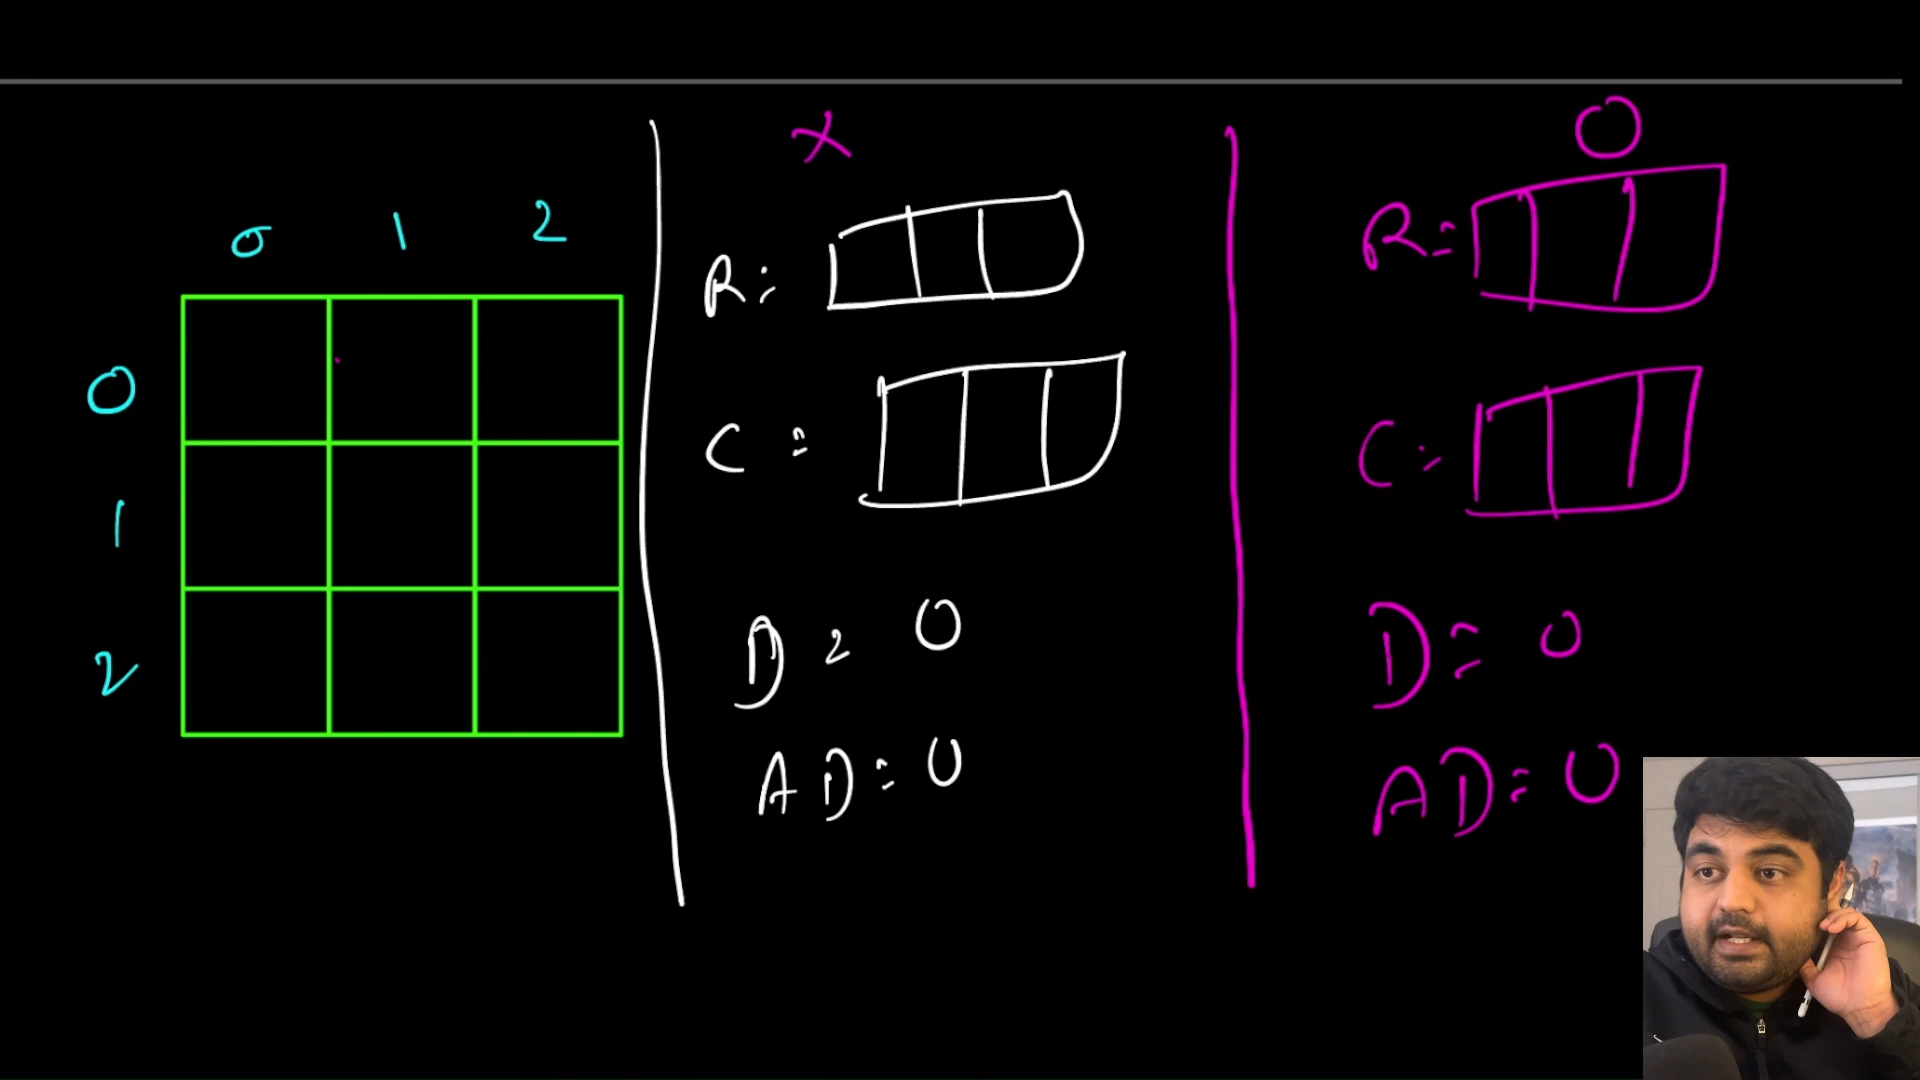 0 1 2
0
1
2
X
R:
C =
D = 0
AD = 0
O
R =
C =
D = 0
AD = 0